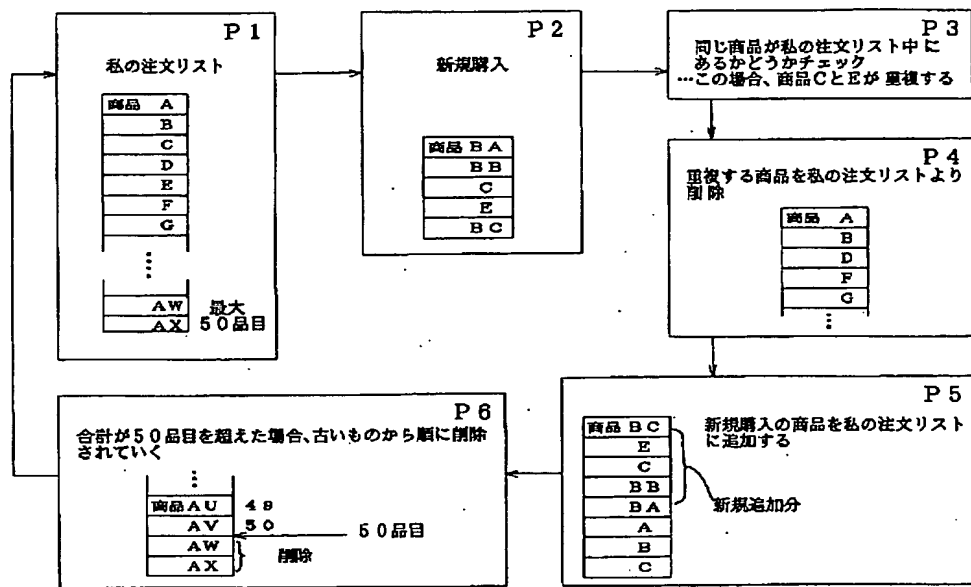 P1
私の注文リスト
商品 A
B
C
D
E
F
G
AW
AX
最大
50品目
P2
新規購入
商品 BA
BB
C
E
BC
P3
同じ商品が私の注文リスト中に
あるかどうかチェック
…この場合、商品CとEが重複する
P4
重複する商品を私の注文リストより
削除
商品 A
B
D
F
G
P5
新規購入の商品を私の注文リスト
に追加する
商品 BC
E
C
BB
BA
A
B
C
新規追加分
P6
合計が50品目を超えた場合、古いものから順に削除
されていく
商品AU 49
AV 50
AW
AX
削除
50品目